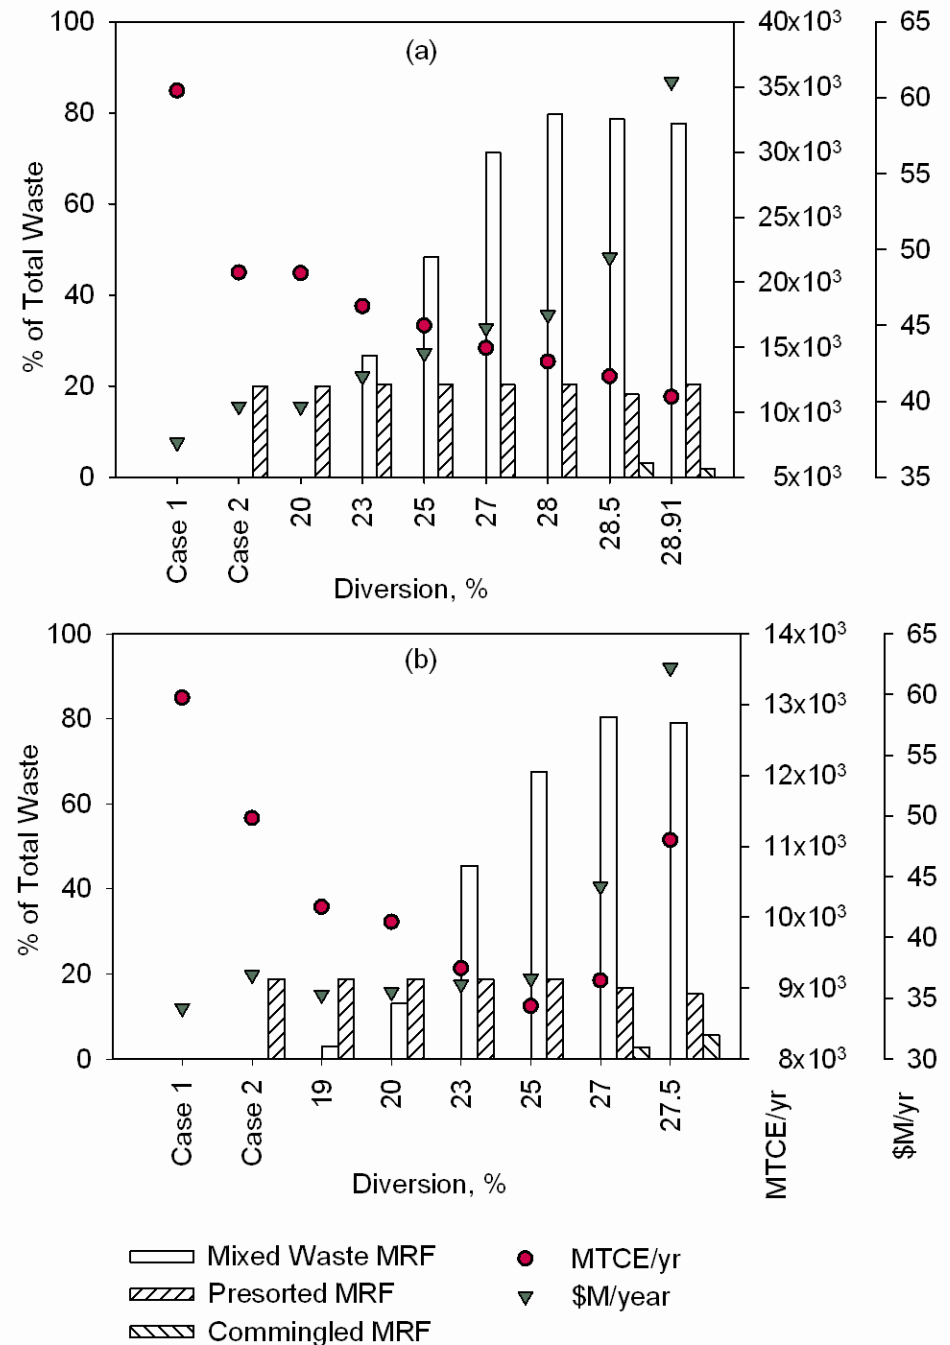 (a)
% of Total Waste
100
80
60
40
20
0
40x10³
35x10³
30x10³
25x10³
20x10³
15x10³
10x10³
5x10³
65
60
55
50
45
40
35
Case 1
Case 2
20
23
25
27
28
28.5
28.91
Diversion, %
(b)
% of Total Waste
100
80
60
40
20
0
14x10³
13x10³
12x10³
11x10³
10x10³
9x10³
8x10³
MTCE/yr
65
60
55
50
45
40
35
30
$M/yr
Case 1
Case 2
19
20
23
25
27
27.5
Diversion, %
Mixed Waste MRF
Presorted MRF
Commingled MRF
MTCE/yr
$M/year